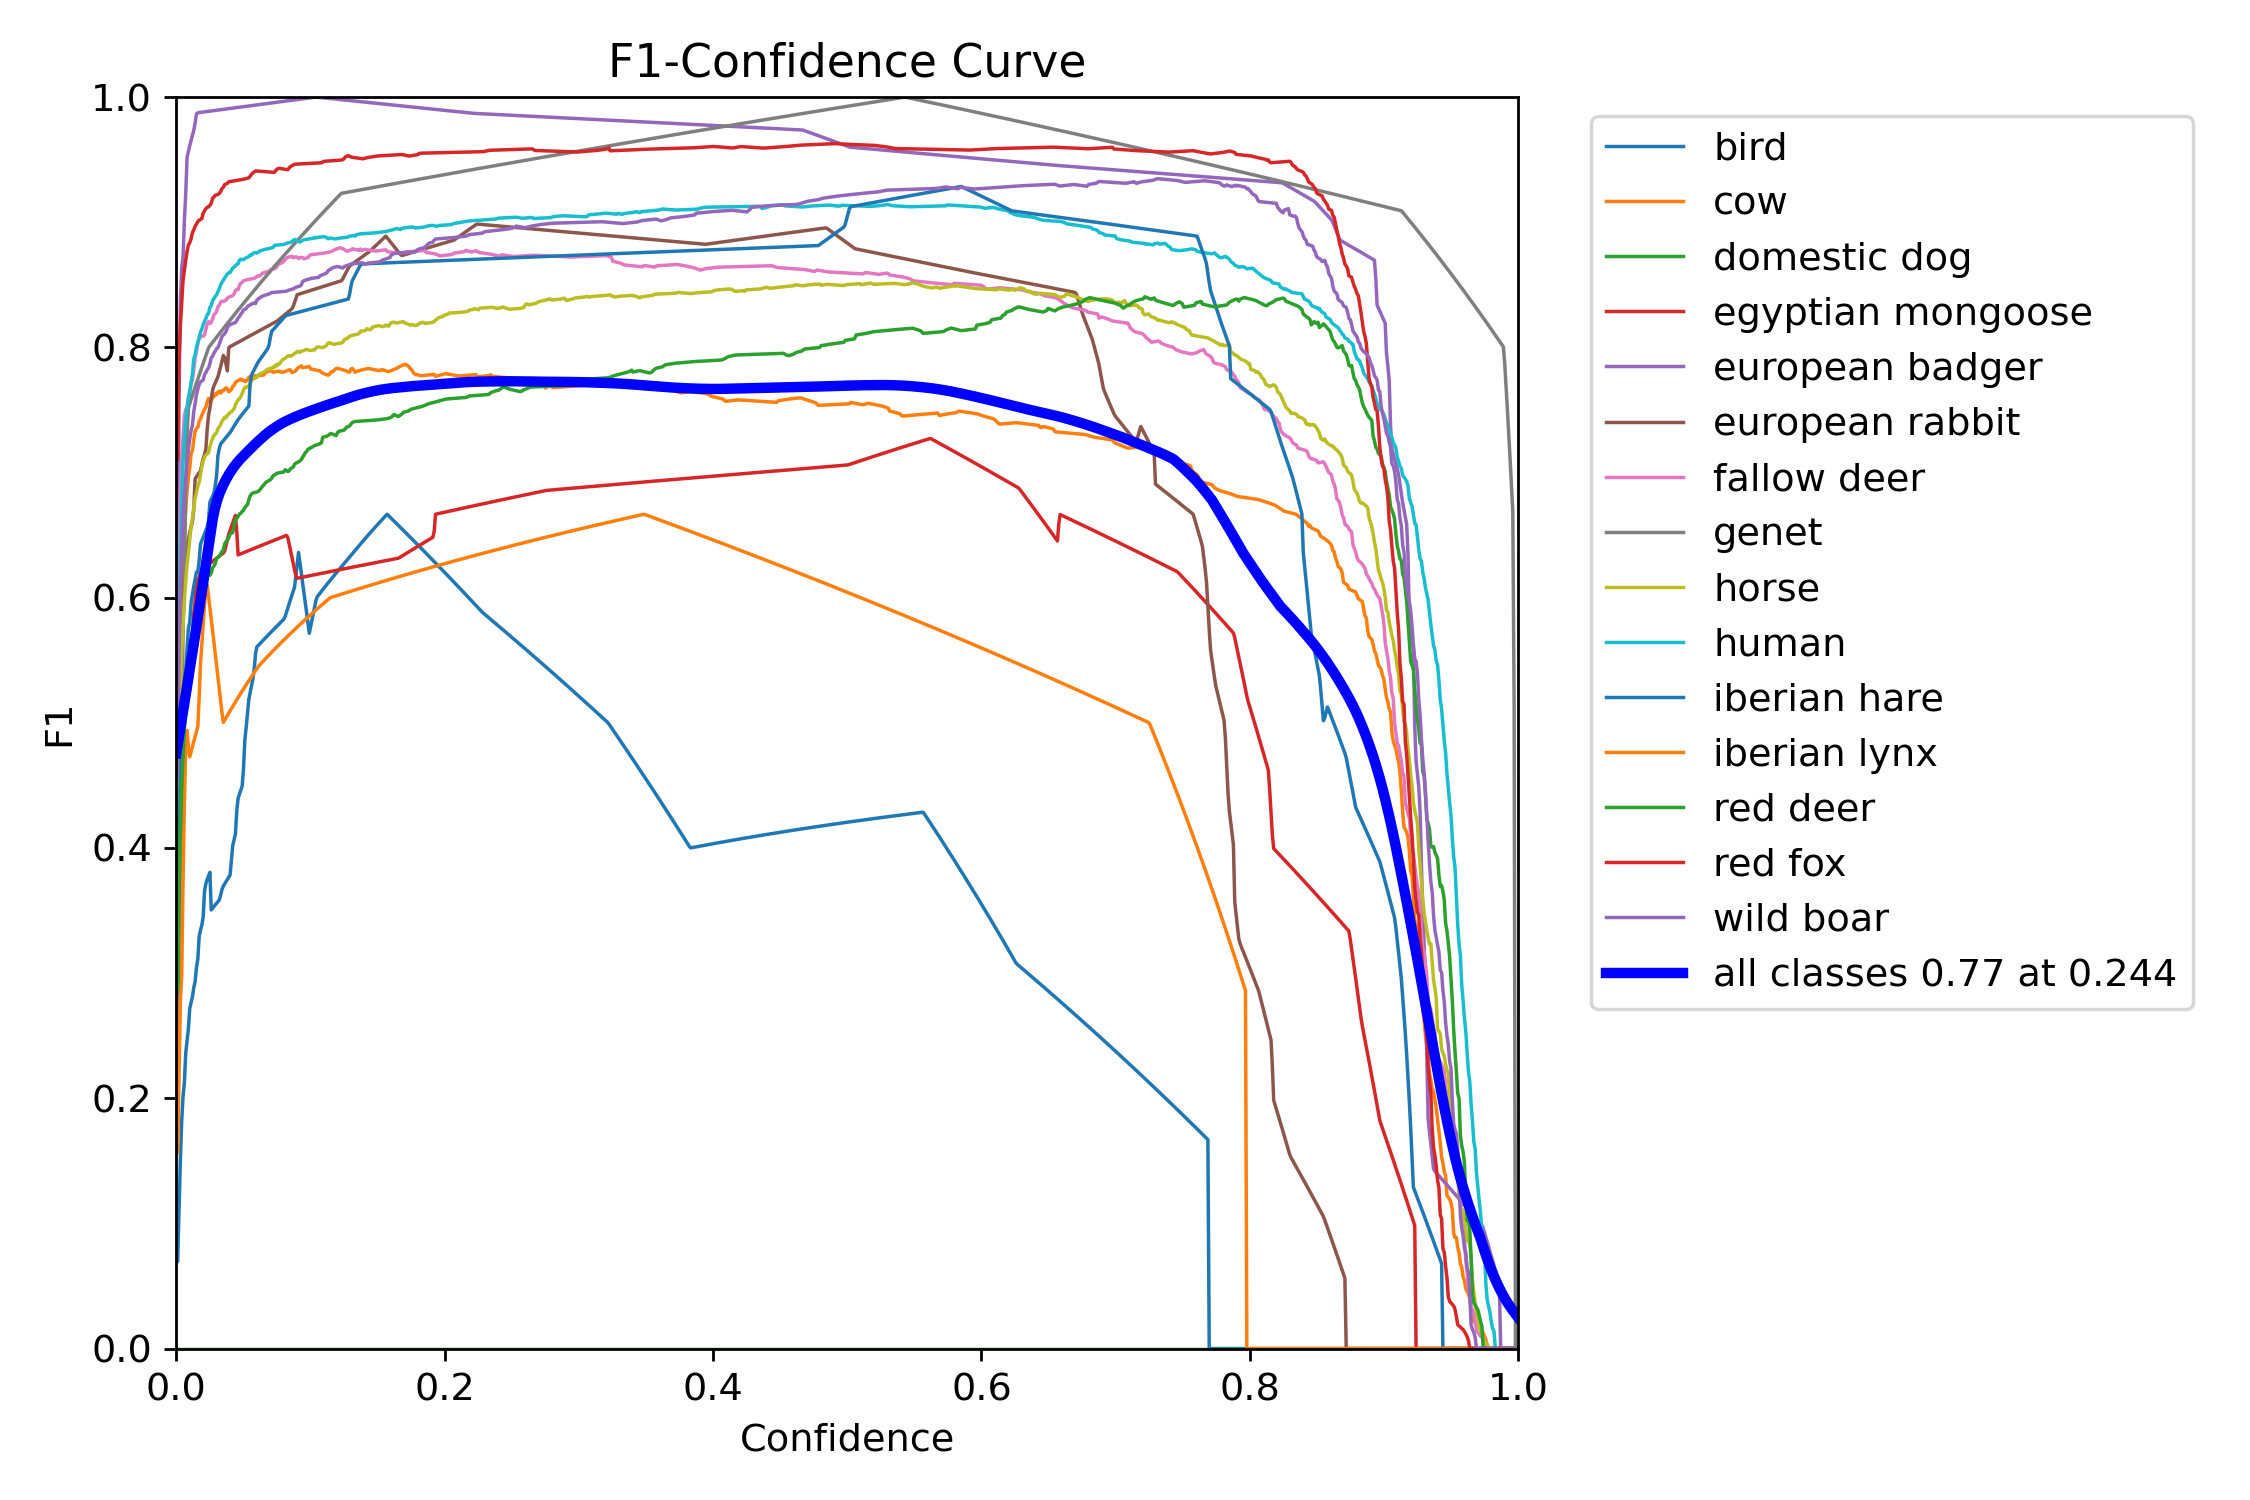 F1-Confidence Curve
1.0
0.8
0.6
0.4
0.2
0.0
F1
0.0 0.2 0.4 0.6 0.8 1.0
Confidence
bird
cow
domestic dog
egyptian mongoose
european badger
european rabbit
fallow deer
genet
horse
human
iberian hare
iberian lynx
red deer
red fox
wild boar
all classes 0.77 at 0.244